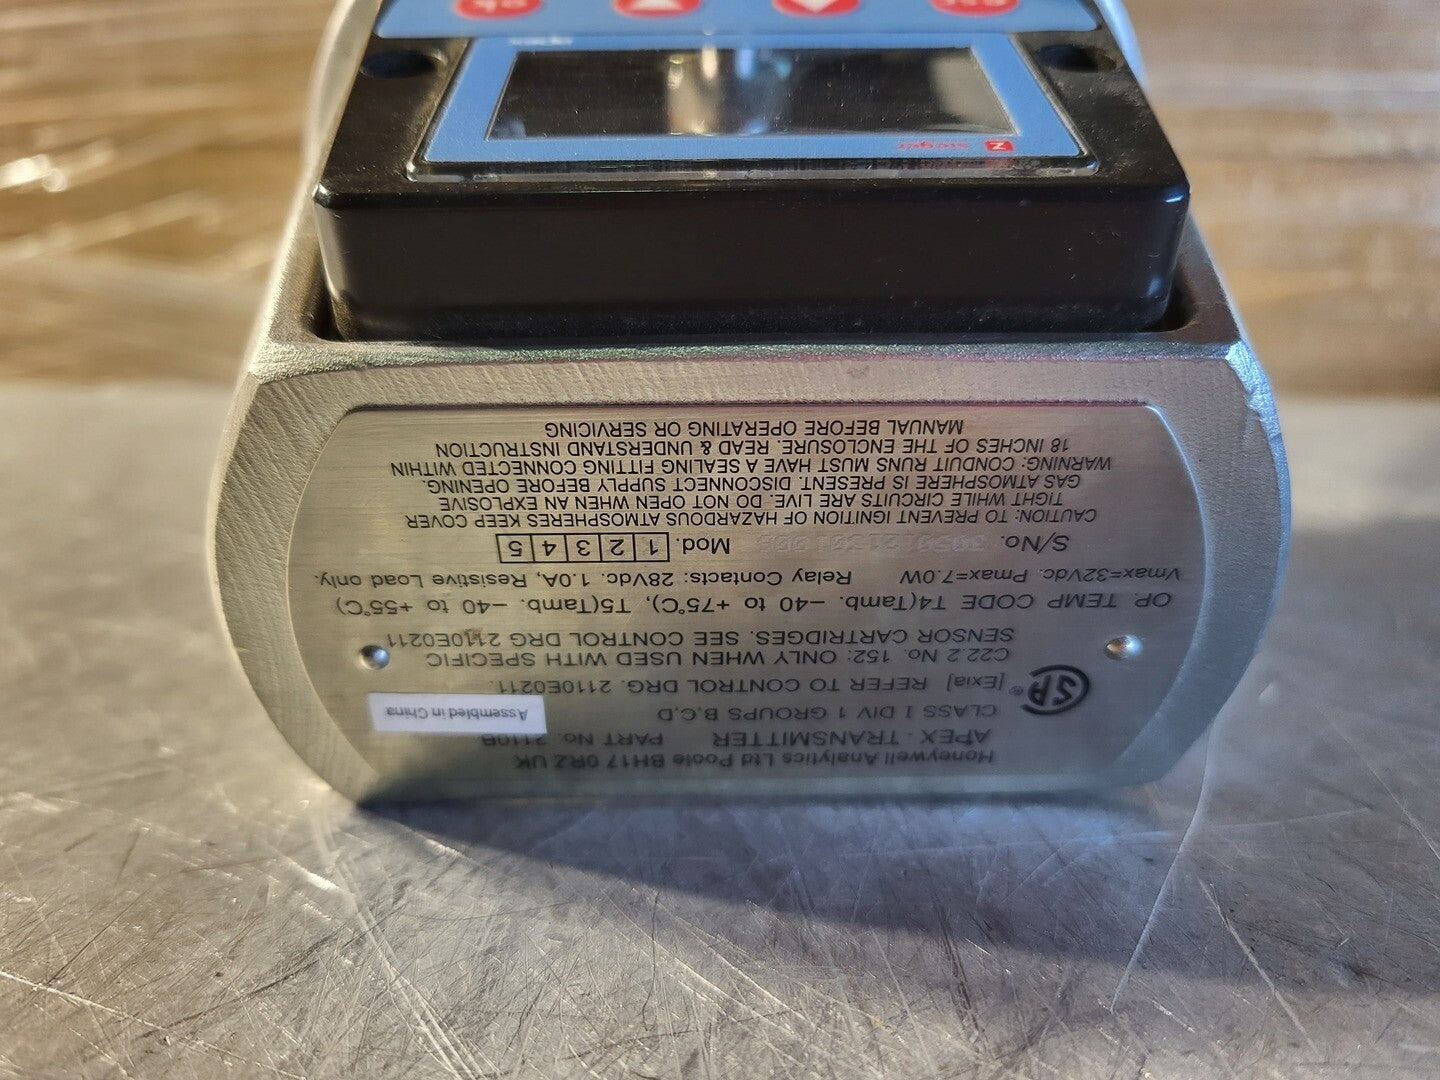 Honeywell Analytics Ltd Poole BH17 0RZ UK
APEX - TRANSMITTER PART No. 2110B
CLASS I DIV 1 GROUPS B,C,D
Assembled in China
[Exia] REFER TO CONTROL DRG. 2110E0211.
C22.2 No. 152: ONLY WHEN USED WITH SPECIFIC
SENSOR CARTRIDGES. SEE CONTROL DRG 2110E0211
SA ®
OP. TEMP CODE T4(Tamb. –40 to +75°C), T5(Tamb. –40 to +55°C)
Vmax=32Vdc. Pmax=7.0W Relay Contacts: 28Vdc. 1.0A, Resistive Load only.
S/No. Mod. 1 2 3 4 5
CAUTION: TO PREVENT IGNITION OF HAZARDOUS ATMOSPHERES KEEP COVER
TIGHT WHILE CIRCUITS ARE LIVE. DO NOT OPEN WHEN AN EXPLOSIVE
GAS ATMOSPHERE IS PRESENT. DISCONNECT SUPPLY BEFORE OPENING.
WARNING: CONDUIT RUNS MUST HAVE A SEALING FITTING CONNECTED WITHIN
18 INCHES OF THE ENCLOSURE. READ & UNDERSTAND INSTRUCTION
MANUAL BEFORE OPERATING OR SERVICING
sieger